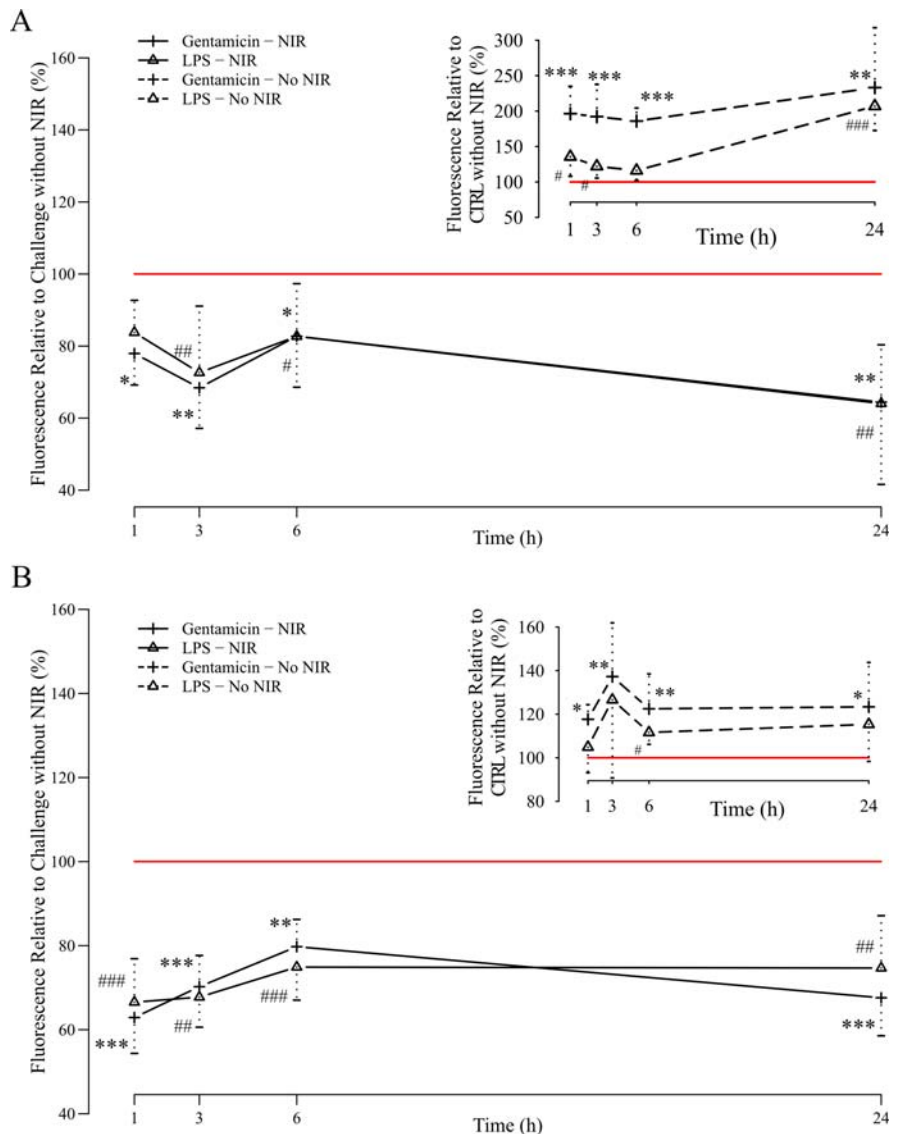 A
Fluorescence Relative to Challenge without NIR (%)
160
140
120
100
80
60
40
Gentamicin − NIR
LPS − NIR
Gentamicin − No NIR
LPS − No NIR
Fluorescence Relative to
CTRL without NIR (%)
300
250
200
150
100
50
*** *** *** **
# # ###
1 3 6 24
Time (h)
* ## ** * # ** ##
1 3 6 24
Time (h)
B
Fluorescence Relative to Challenge without NIR (%)
160
140
120
100
80
60
40
Gentamicin − NIR
LPS − NIR
Gentamicin − No NIR
LPS − No NIR
Fluorescence Relative to
CTRL without NIR (%)
160
140
120
100
80
* ** ** *
#
1 3 6 24
Time (h)
### *** *** ## ** ### ## ***
1 3 6 24
Time (h)